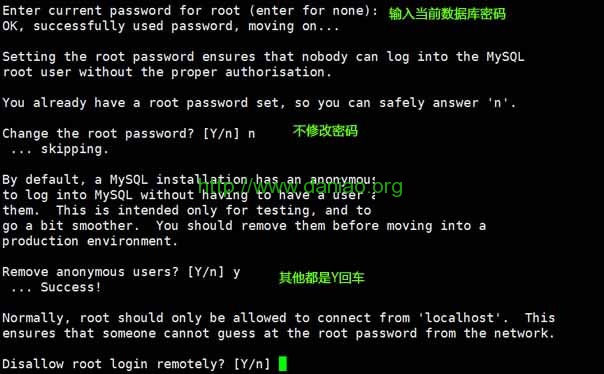 Enter current password for root (enter for none): 输入当前数据库密码
OK, successfully used password, moving on...
Setting the root password ensures that nobody can log into the MySQL
root user without the proper authorisation.
You already have a root password set, so you can safely answer 'n'.
Change the root password? [Y/n] n 不修改密码
... skipping.
By default, a MySQL installation has an anonymous
http://www.daniao.org
to log into MySQL without having to have a user a
them. This is intended only for testing, and to
go a bit smoother. You should remove them before moving into a
production environment.
Remove anonymous users? [Y/n] y 其他都是Y回车
... Success!
Normally, root should only be allowed to connect from 'localhost'. This
ensures that someone cannot guess at the root password from the network.
Disallow root login remotely? [Y/n]